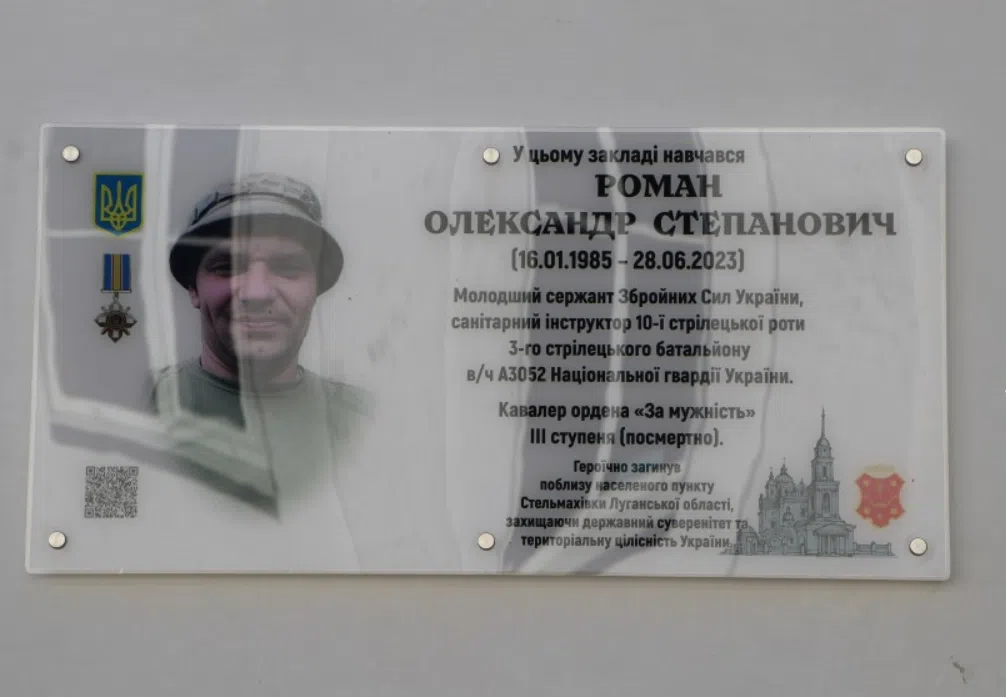 У цьому закладі навчався
РОМАН
ОЛЕКСАНДР СТЕПАНОВИЧ
(16.01.1985 – 28.06.2023)
Молодший сержант Збройних Сил України,
санітарний інструктор 10-ї стрілецької роти
3-го стрілецького батальйону
в/ч А3052 Національної гвардії України.
Кавалер ордена «За мужність»
ІІІ ступеня (посмертно).
Героїчно загинув
поблизу населеного пункту
Стельмахівки Луганської області,
захищаючи державний суверенітет та
територіальну цілісність України.